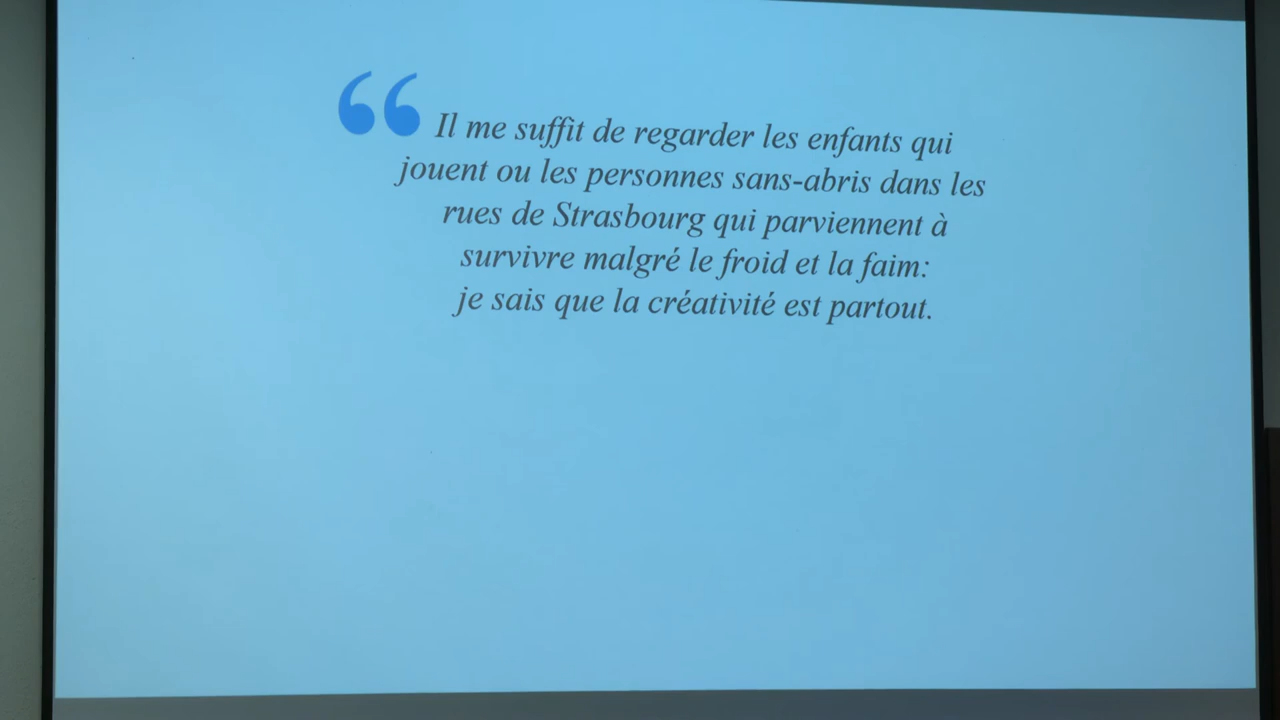 “ Il me suffit de regarder les enfants qui
jouent ou les personnes sans-abris dans les
rues de Strasbourg qui parviennent à
survivre malgré le froid et la faim:
je sais que la créativité est partout.